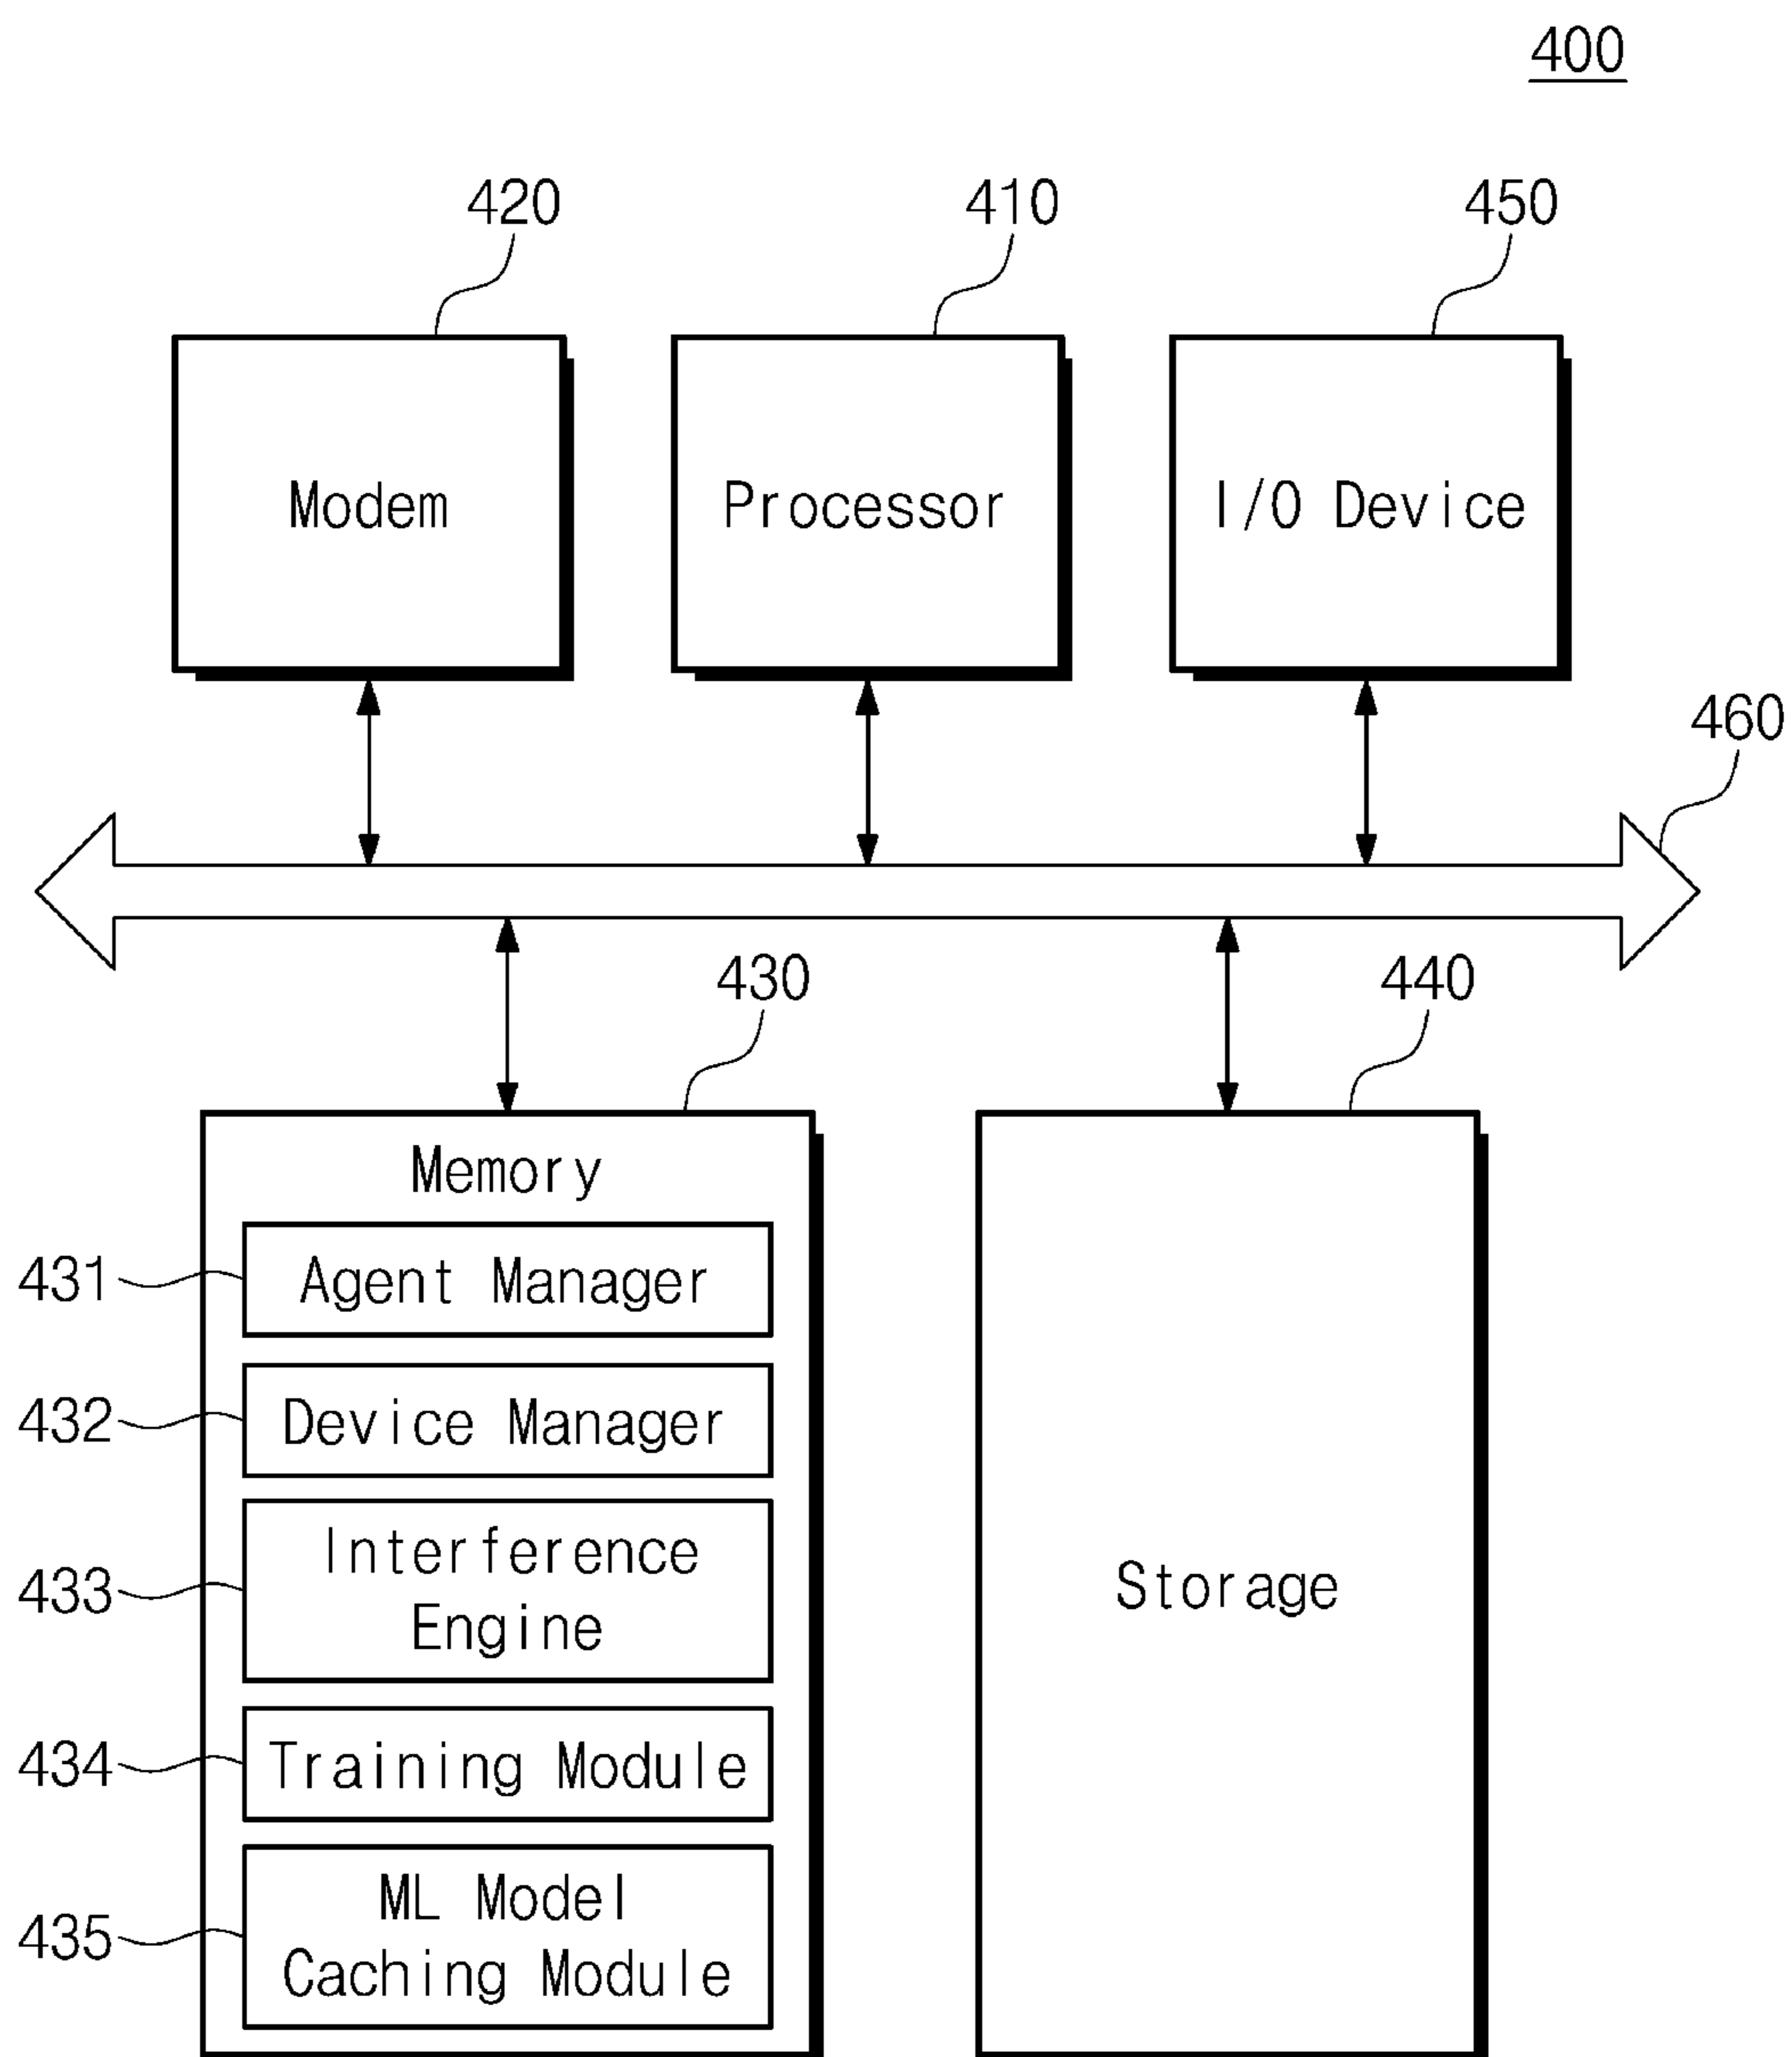 400
420
410
450
Modem
Processor
I/O Device
460
430
440
Memory
431
Agent Manager
432
Device Manager
433
Interference
Engine
434
Training Module
435
ML Model
Caching Module
Storage